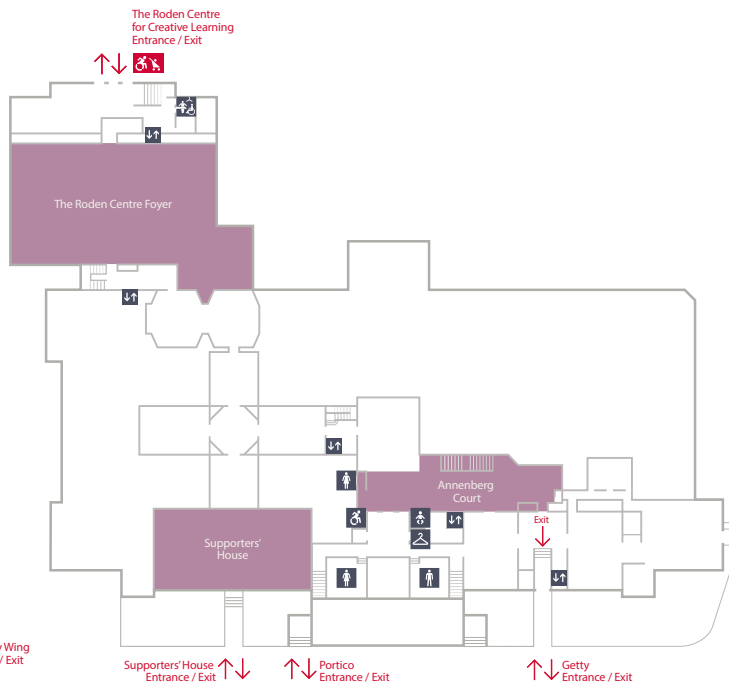 The Roden Centre
for Creative Learning
Entrance / Exit
The Roden Centre Foyer
Annenberg
Court
Exit
Supporters'
House
Wing
/ Exit
Supporters' House
Entrance / Exit
Portico
Entrance / Exit
Getty
Entrance / Exit